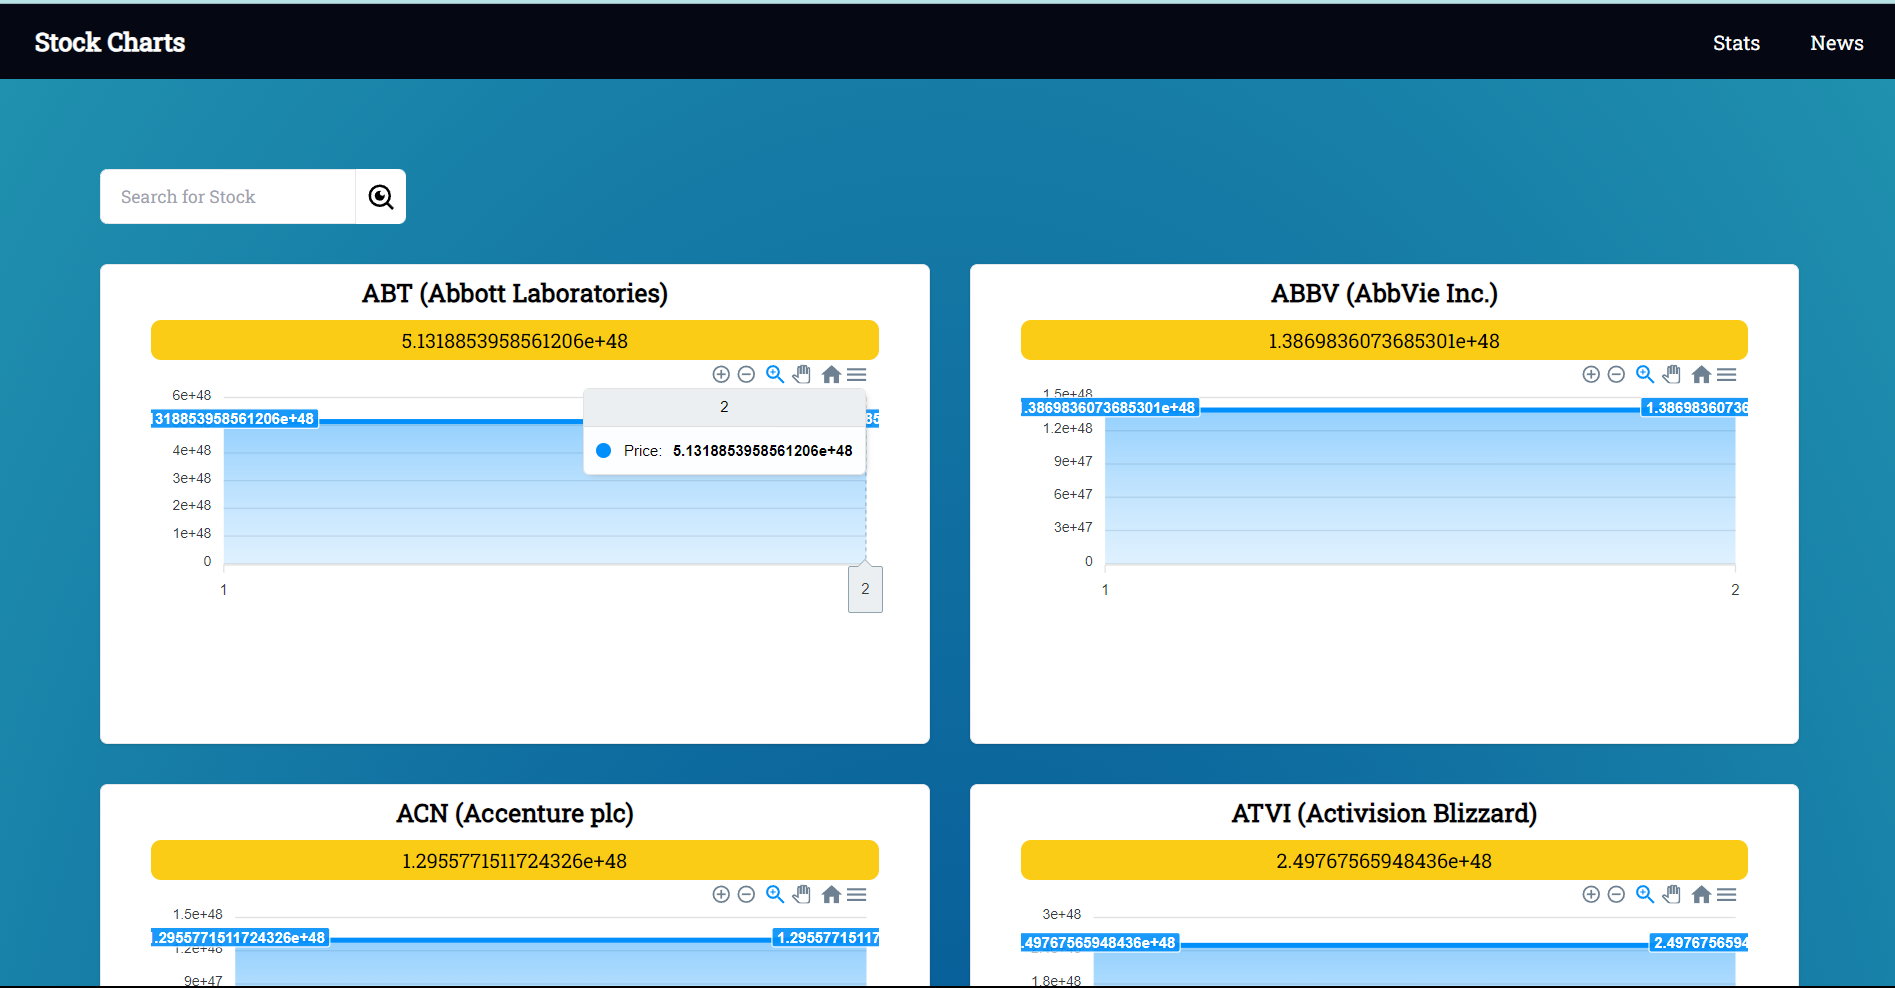 Stock Charts
Stats
News
Search for Stock
ABT (Abbott Laboratories)
5.1318853958561206e+48
6e+48
318853958561206e+48
2
Price: 5.1318853958561206e+48
4e+48
3e+48
2e+48
1e+48
0
1
2
ABBV (AbbVie Inc.)
1.3869836073685301e+48
1.5e+48
.3869836073685301e+48
1.38698360736
1.2e+48
9e+47
6e+47
3e+47
0
1
2
ACN (Accenture plc)
1.2955771511724326e+48
1.5e+48
.2955771511724326e+48
1.29557715117
1.2e+48
9e+47
ATVI (Activision Blizzard)
2.49767565948436e+48
3e+48
.49767565948436e+48
2.4976756594
1.8e+48